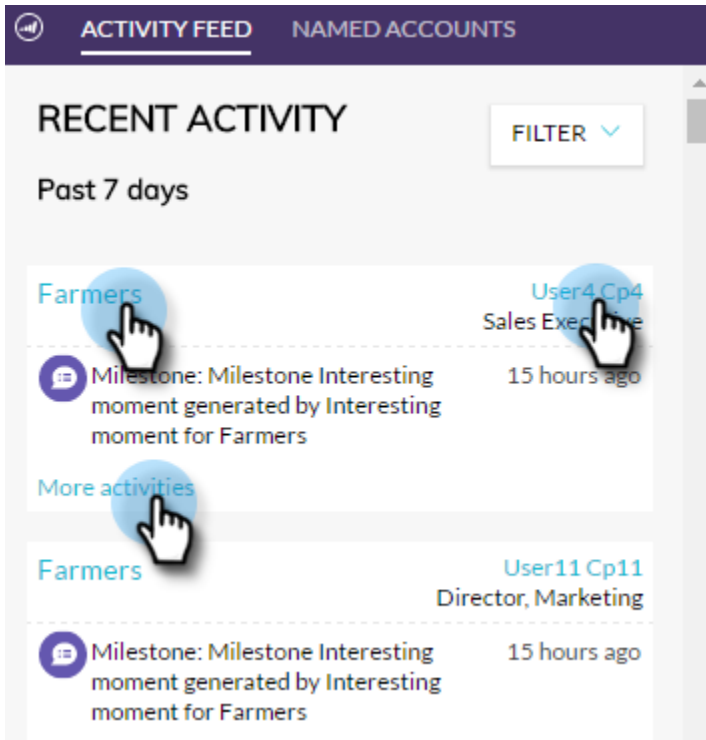 ACTIVITY FEED NAMED ACCOUNTS
RECENT ACTIVITY
FILTER
Past 7 days
Farmers
User4 Cp4
Sales Executive
Milestone: Milestone Interesting
moment generated by Interesting
moment for Farmers
15 hours ago
More activities
Farmers
User11 Cp11
Director, Marketing
Milestone: Milestone Interesting
moment generated by Interesting
moment for Farmers
15 hours ago